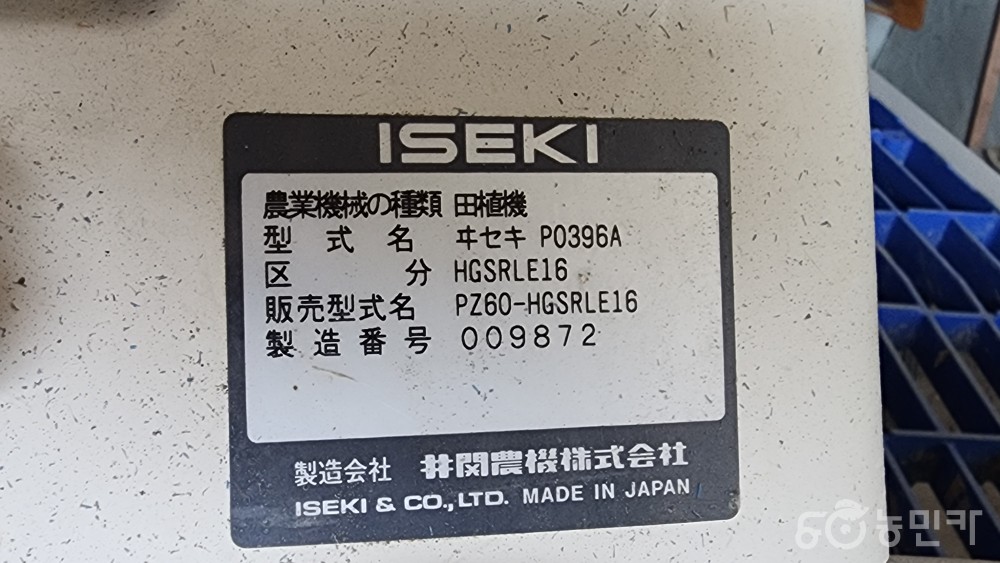 ISEKI
農業機械の種類 田植機
型式名 ヰセキ P0396A
区分 HGSRLE16
販売型式名 PZ60-HGSRLE16
製造番号 009872
製造会社 井関農機株式会社
ISEKI & CO., LTD. MADE IN JAPAN
농민카